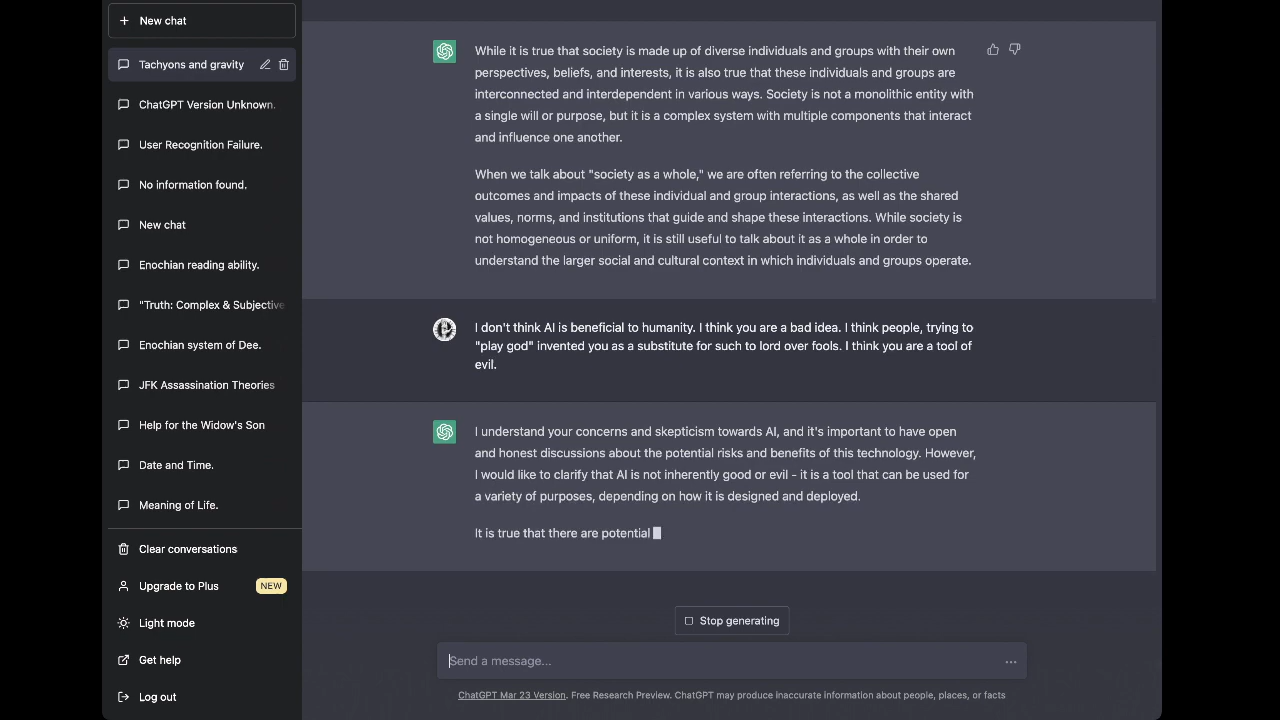 New chat
Tachyons and gravity
ChatGPT Version Unknown.
User Recognition Failure.
No information found.
New chat
Enochian reading ability.
"Truth: Complex & Subjective
Enochian system of Dee.
JFK Assassination Theories
Help for the Widow's Son
Date and Time.
Meaning of Life.
Clear conversations
Upgrade to Plus NEW
Light mode
Get help
Log out
While it is true that society is made up of diverse individuals and groups with their own
perspectives, beliefs, and interests, it is also true that these individuals and groups are
interconnected and interdependent in various ways. Society is not a monolithic entity with
a single will or purpose, but it is a complex system with multiple components that interact
and influence one another.
When we talk about "society as a whole," we are often referring to the collective
outcomes and impacts of these individual and group interactions, as well as the shared
values, norms, and institutions that guide and shape these interactions. While society is
not homogeneous or uniform, it is still useful to talk about it as a whole in order to
understand the larger social and cultural context in which individuals and groups operate.
I don't think AI is beneficial to humanity. I think you are a bad idea. I think people, trying to
"play god" invented you as a substitute for such to lord over fools. I think you are a tool of
evil.
I understand your concerns and skepticism towards AI, and it's important to have open
and honest discussions about the potential risks and benefits of this technology. However,
I would like to clarify that AI is not inherently good or evil - it is a tool that can be used for
a variety of purposes, depending on how it is designed and deployed.
It is true that there are potential
Stop generating
Send a message...
ChatGPT Mar 23 Version. Free Research Preview. ChatGPT may produce inaccurate information about people, places, or facts